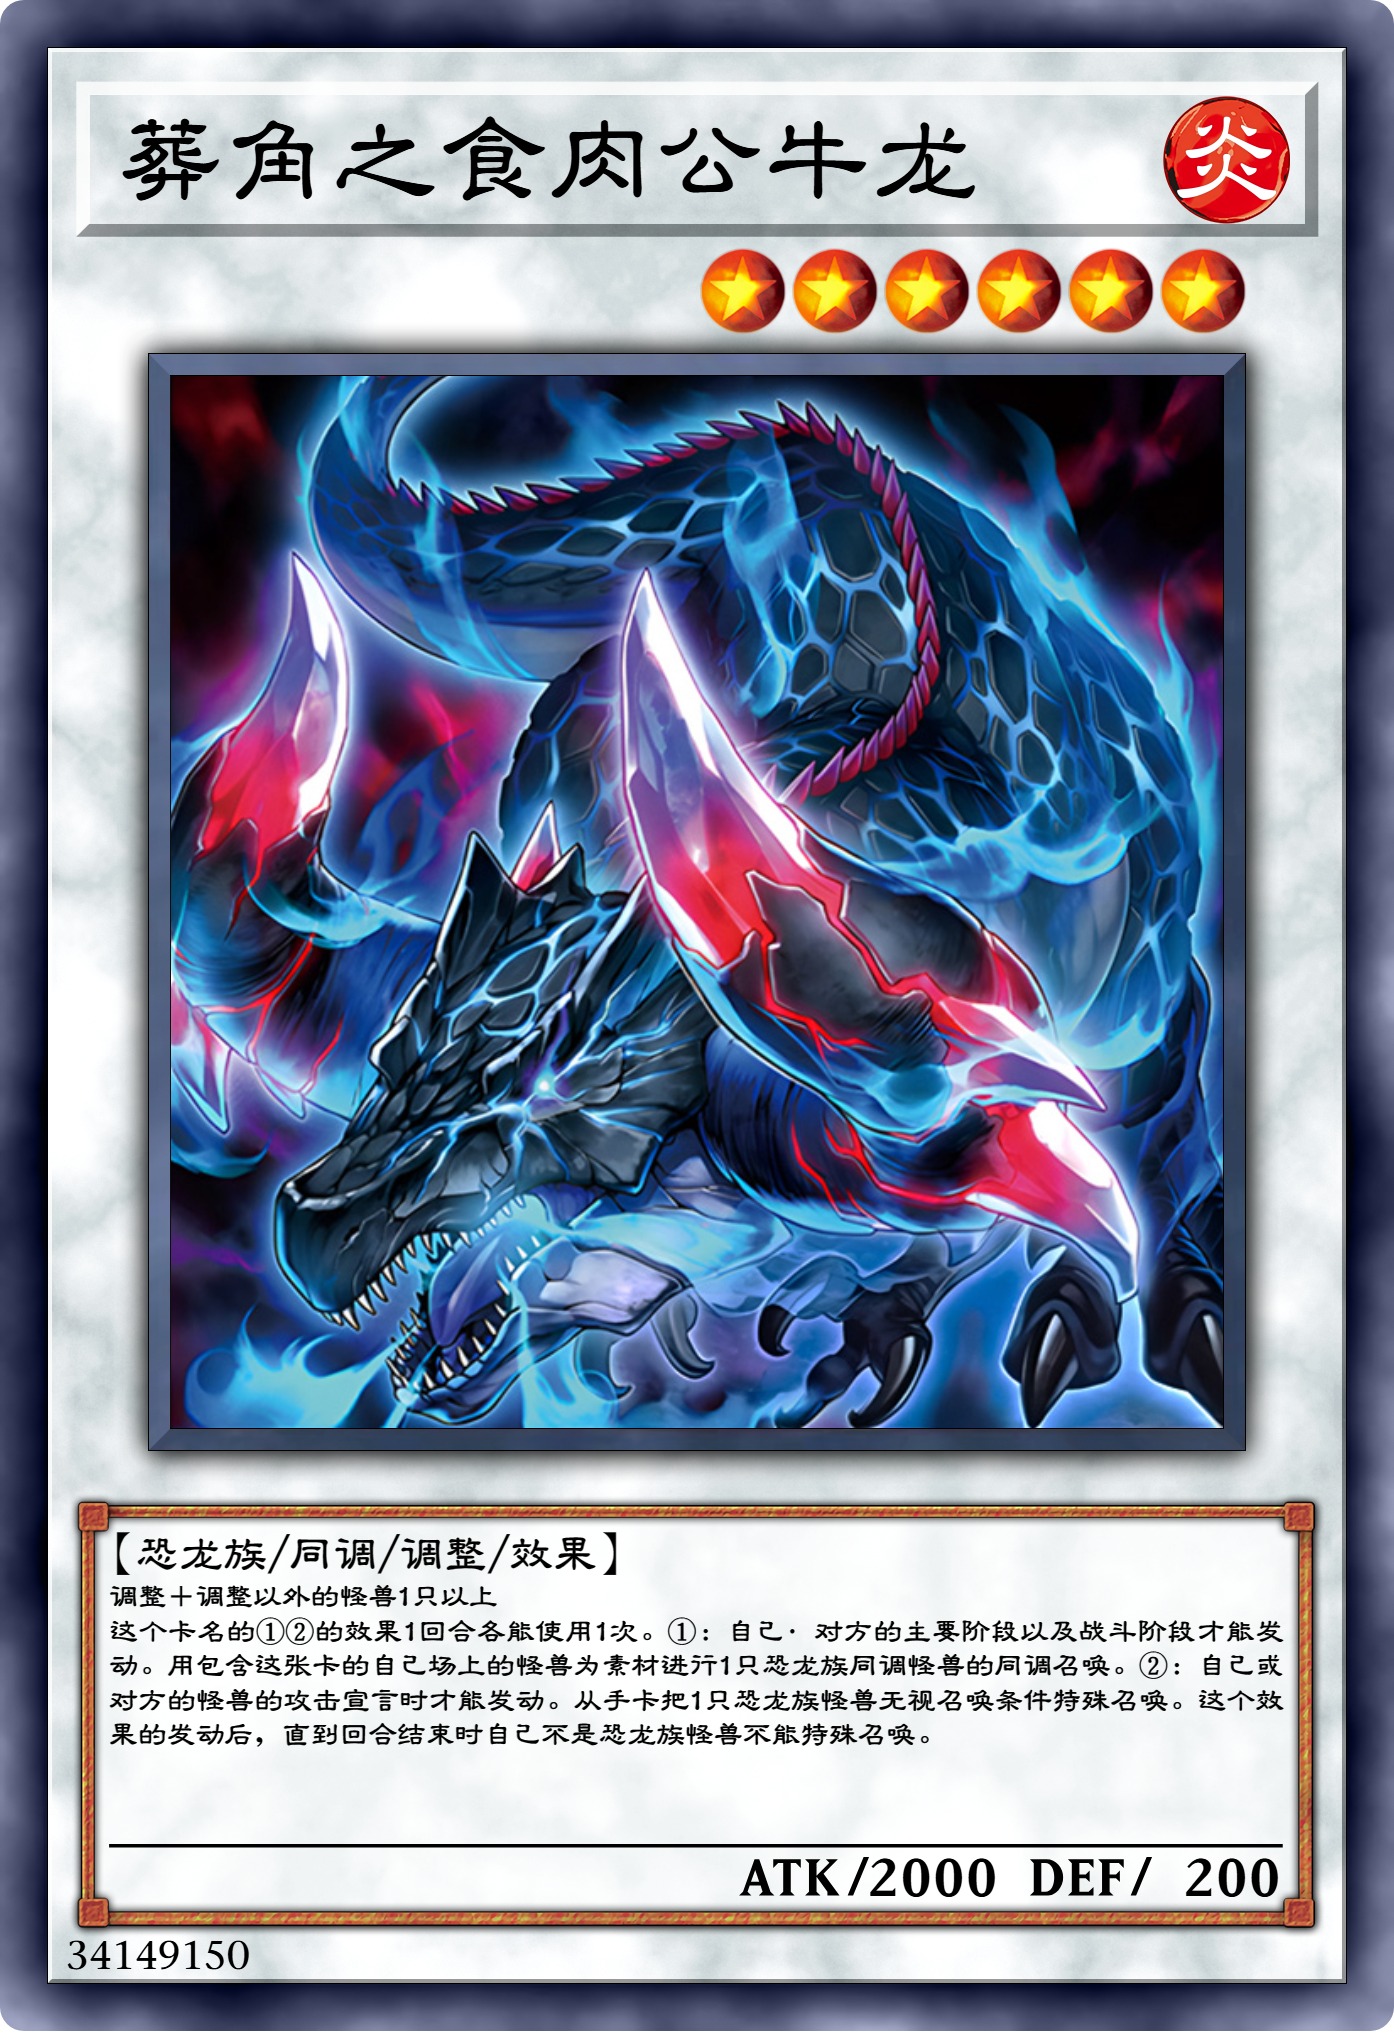 葬角之食肉公牛龙
炎
【恐龙族/同调/调整/效果】
调整＋调整以外的怪兽1只以上
这个卡名的①②的效果1回合各能使用1次。①：自己·对方的主要阶段以及战斗阶段才能发
动。用包含这张卡的自己场上的怪兽为素材进行1只恐龙族同调怪兽的同调召唤。②：自己或
对方的怪兽的攻击宣言时才能发动。从手卡把1只恐龙族怪兽无视召唤条件特殊召唤。这个效
果的发动后，直到回合结束时自己不是恐龙族怪兽不能特殊召唤。
ATK/2000 DEF/ 200
34149150